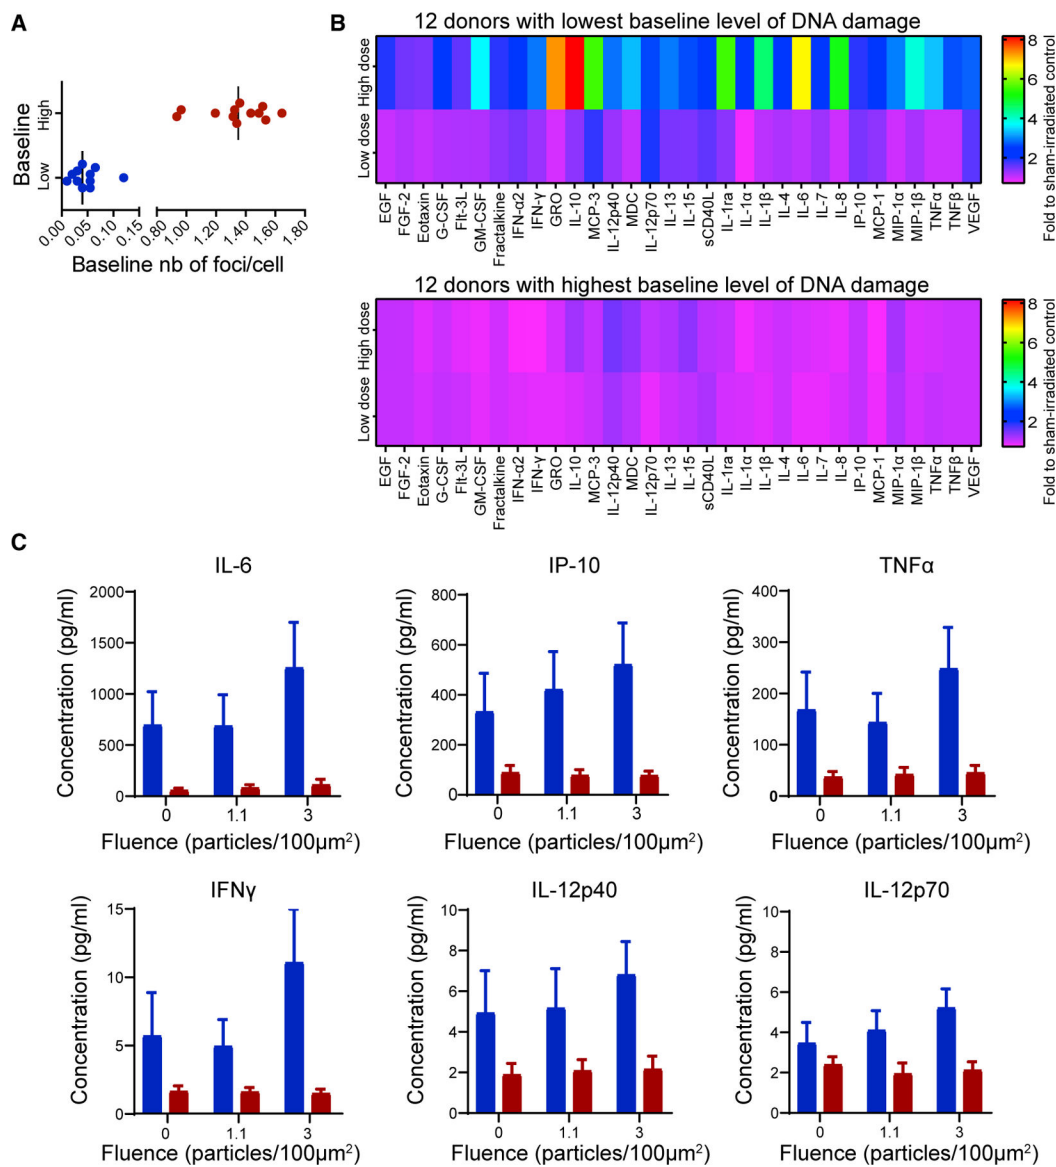 A
Baseline
High
Low
0.00
0.05
0.10
0.15
0.80
1.00
1.20
1.40
1.60
1.80
Baseline nb of foci/cell
B
12 donors with lowest baseline level of DNA damage
High dose
Low dose
EGF
FGF-2
Eotaxin
G-CSF
Flt-3L
GM-CSF
Fractalkine
IFN-α2
IFN-γ
GRO
IL-10
MCP-3
IL-12p40
MDC
IL-12p70
IL-13
IL-15
sCD40L
IL-1ra
IL-1α
IL-1β
IL-4
IL-6
IL-7
IL-8
IP-10
MCP-1
MIP-1α
MIP-1β
TNFα
TNFβ
VEGF
8
6
4
2
Fold to sham-irradiated control
12 donors with highest baseline level of DNA damage
High dose
Low dose
EGF
FGF-2
Eotaxin
G-CSF
Flt-3L
GM-CSF
Fractalkine
IFN-α2
IFN-γ
GRO
IL-10
MCP-3
IL-12p40
MDC
IL-12p70
IL-13
IL-15
sCD40L
IL-1ra
IL-1α
IL-1β
IL-4
IL-6
IL-7
IL-8
IP-10
MCP-1
MIP-1α
MIP-1β
TNFα
TNFβ
VEGF
8
6
4
2
Fold to sham-irradiated control
C
IL-6
Concentration (pg/ml)
2000
1500
1000
500
0
0
1.1
3
Fluence (particles/100µm²)
IP-10
Concentration (pg/ml)
800
600
400
200
0
0
1.1
3
Fluence (particles/100µm²)
TNFα
Concentration (pg/ml)
400
300
200
100
0
0
1.1
3
Fluence (particles/100µm²)
IFNγ
Concentration (pg/ml)
15
10
5
0
0
1.1
3
Fluence (particles/100µm²)
IL-12p40
Concentration (pg/ml)
10
8
6
4
2
0
0
1.1
3
Fluence (particles/100µm²)
IL-12p70
Concentration (pg/ml)
10
8
6
4
2
0
0
1.1
3
Fluence (particles/100µm²)